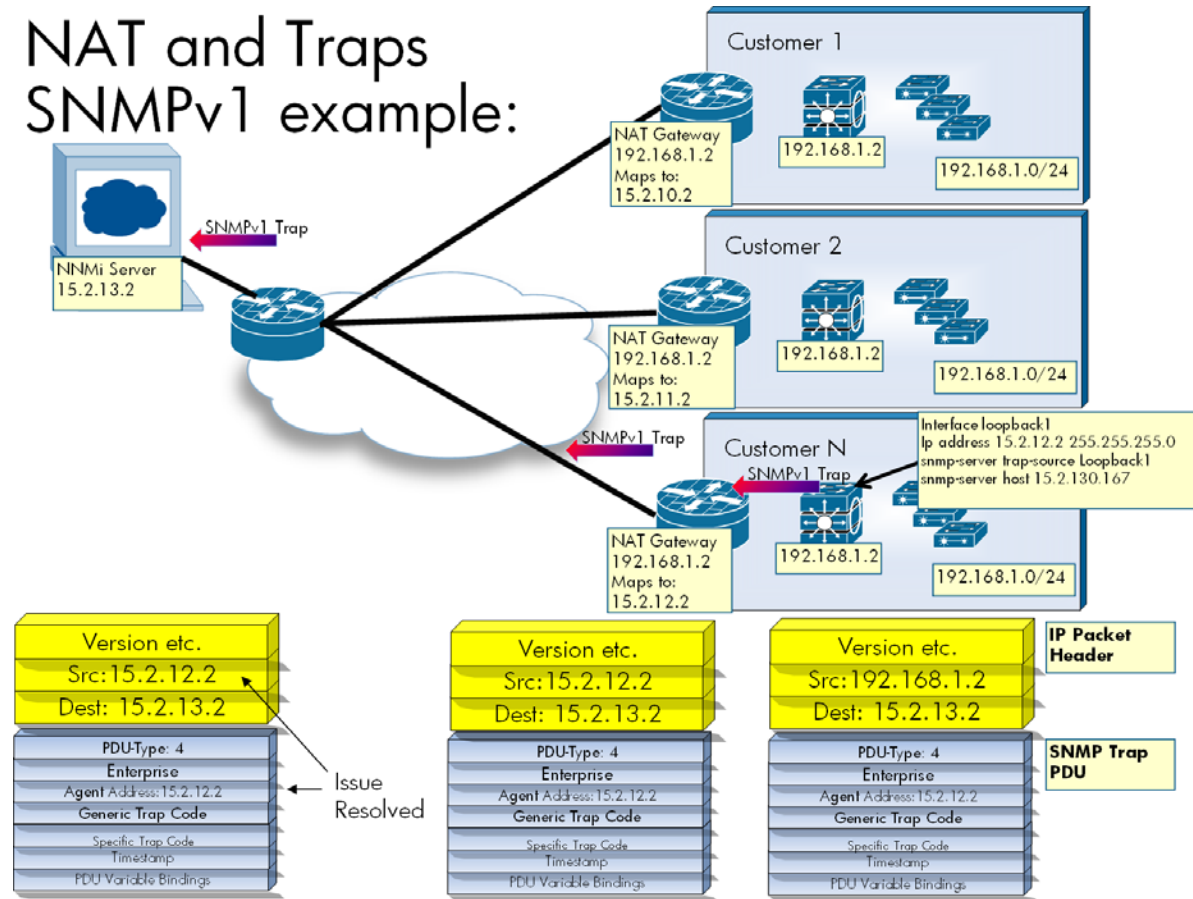 NAT and Traps
SNMPv1 example:
NNMi Server
15.2.13.2
SNMPv1 Trap
Customer 1
NAT Gateway
192.168.1.2
Maps to:
15.2.10.2
192.168.1.2
192.168.1.0/24
Customer 2
NAT Gateway
192.168.1.2
Maps to:
15.2.11.2
192.168.1.2
192.168.1.0/24
SNMPv1 Trap
Customer N
SNMPv1 Trap
Interface loopback1
Ip address 15.2.12.2 255.255.255.0
snmp-server trap-source Loopback1
snmp-server host 15.2.130.167
NAT Gateway
192.168.1.2
Maps to:
15.2.12.2
192.168.1.2
192.168.1.0/24
Version etc.
Src:15.2.12.2
Dest: 15.2.13.2
PDU-Type: 4
Enterprise
Agent Address:15.2.12.2
Generic Trap Code
Specific Trap Code
Timestamp
PDU Variable Bindings
Issue
Resolved
Version etc.
Src:15.2.12.2
Dest: 15.2.13.2
PDU-Type: 4
Enterprise
Agent Address:15.2.12.2
Generic Trap Code
Specific Trap Code
Timestamp
PDU Variable Bindings
Version etc.
Src:192.168.1.2
Dest: 15.2.13.2
PDU-Type: 4
Enterprise
Agent Address:15.2.12.2
Generic Trap Code
Specific Trap Code
Timestamp
PDU Variable Bindings
IP Packet
Header
SNMP Trap
PDU